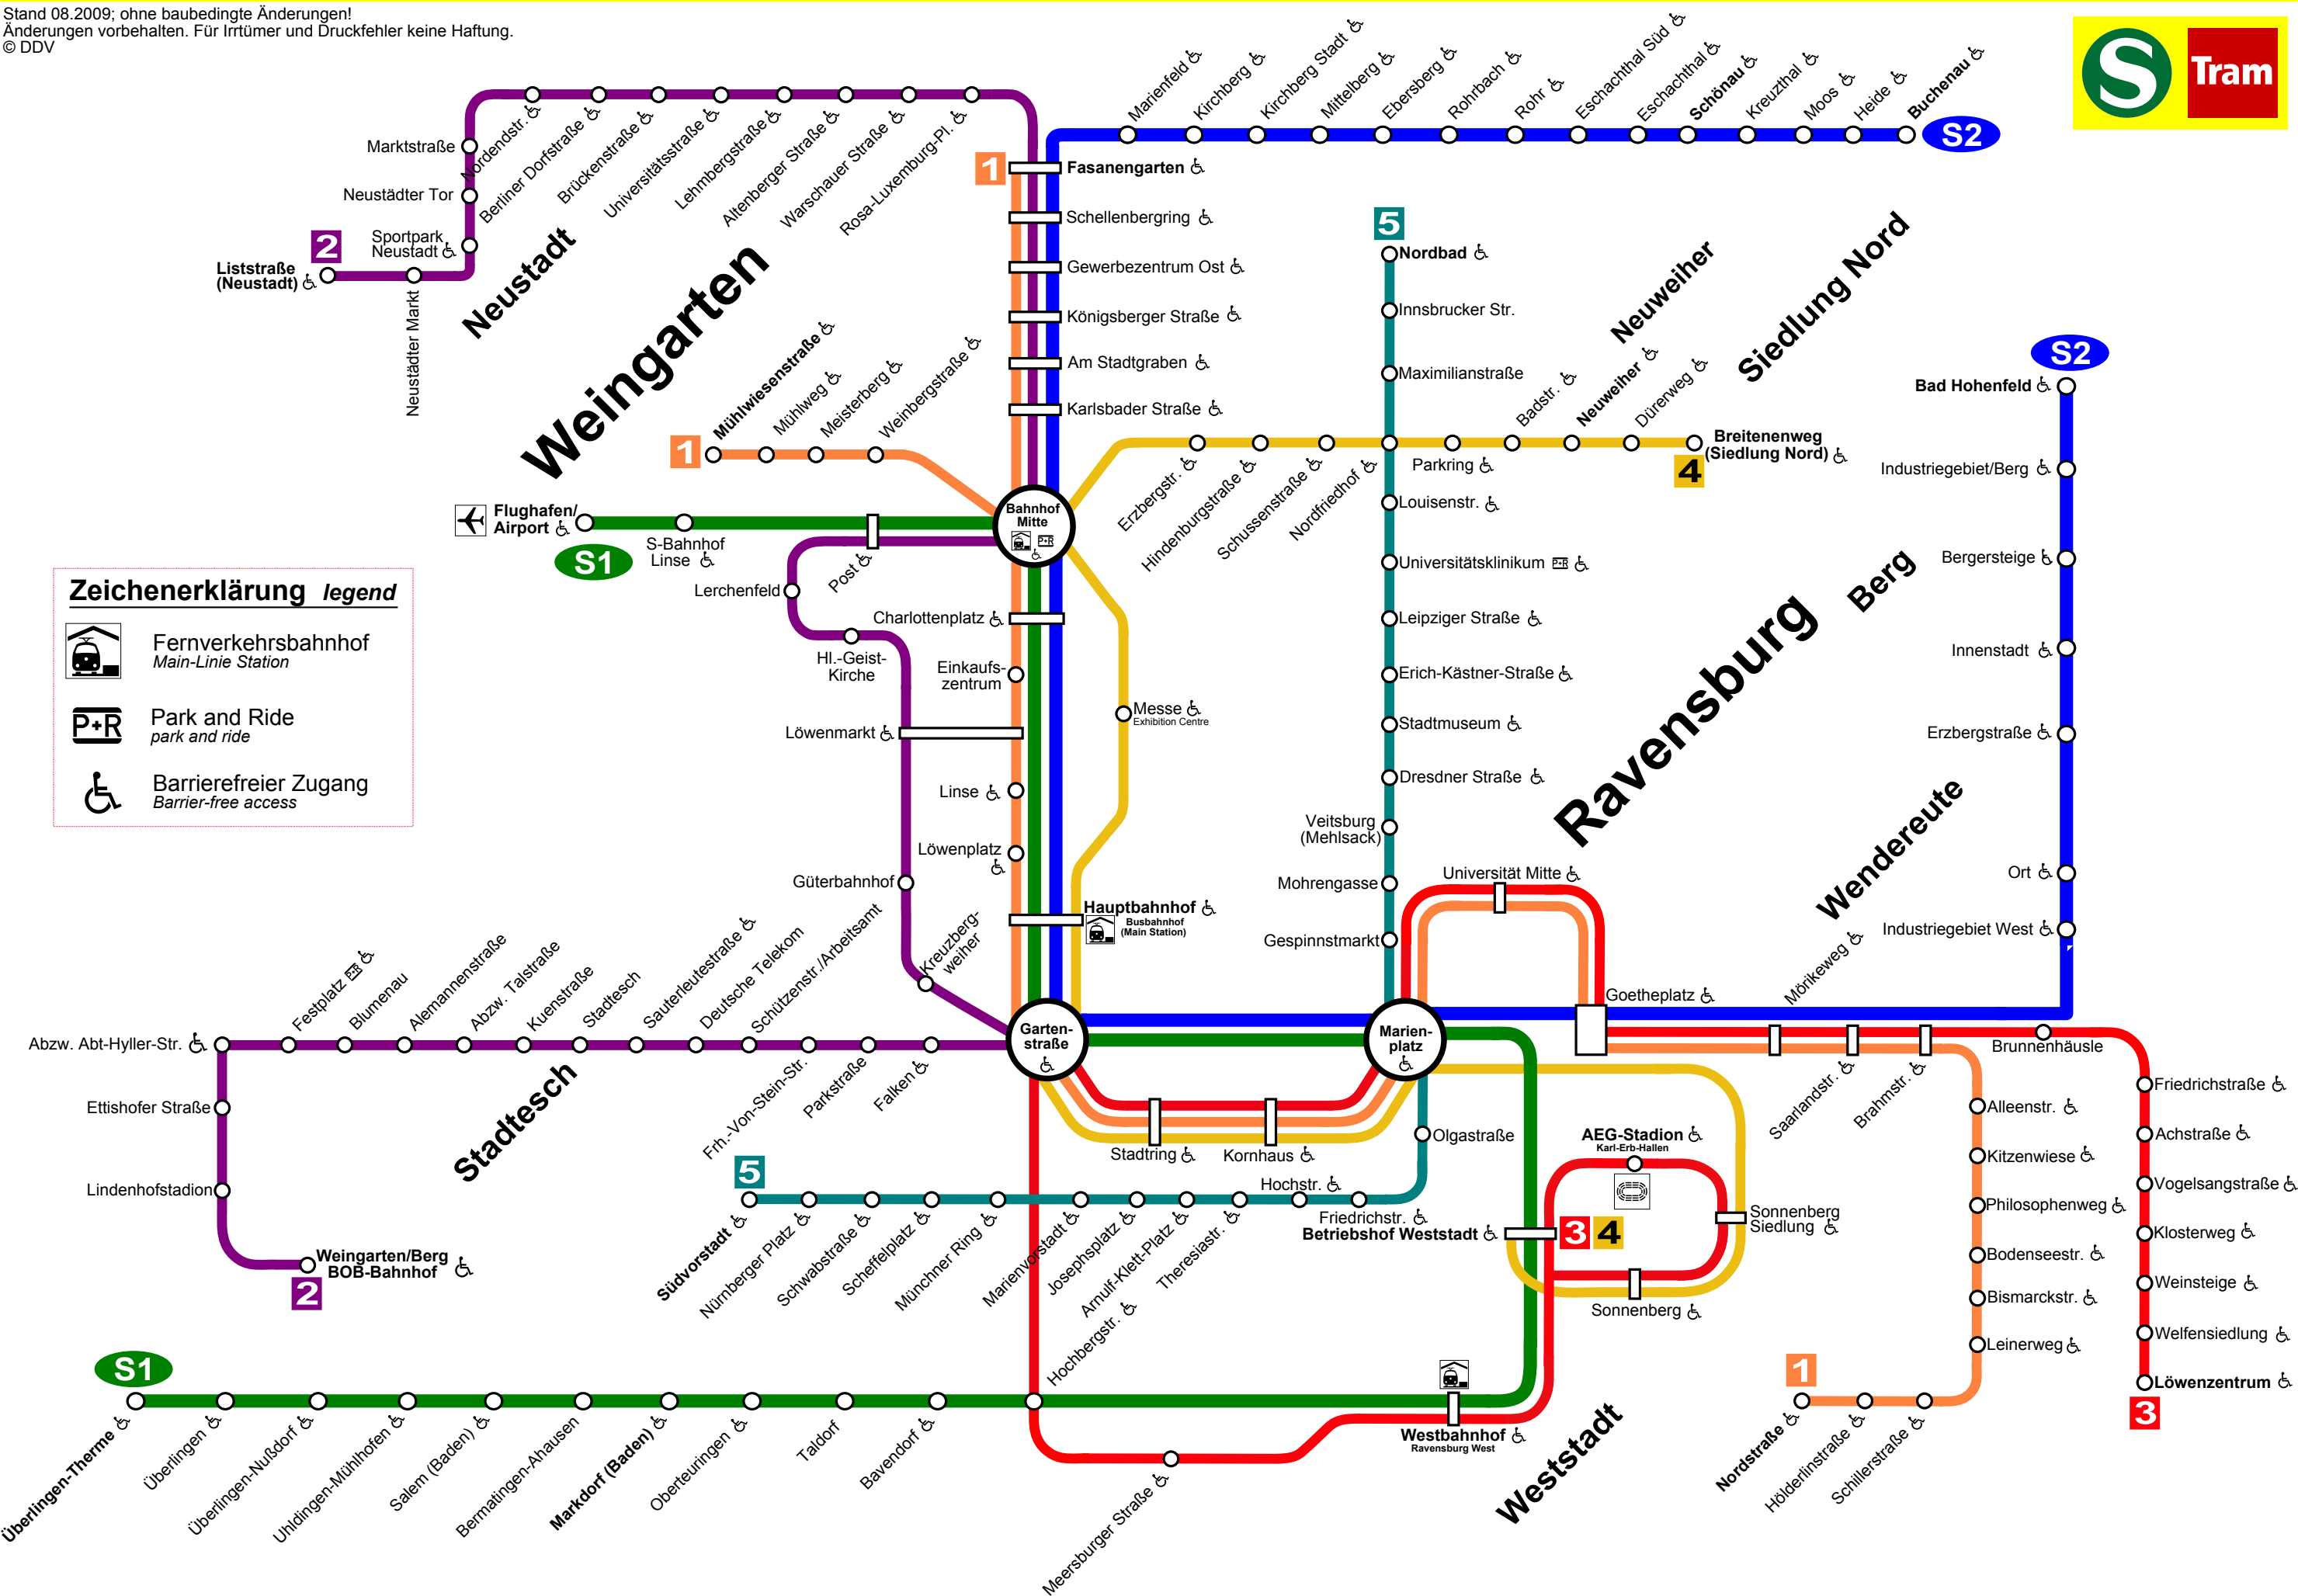 Stand 08.2009; ohne baubedingte Änderungen!
Änderungen vorbehalten. Für Irrtümer und Druckfehler keine Haftung.
© DDV
S
Tram
Marienfeld
Kirchberg
Kirchberg Stadt
Mittelberg
Ebersberg
Rohrbach
Rohr
Eschachthal Süd
Eschachthal
Schönau
Kreuzthal
Moos
Heide
Buchenau
S2
Marktstraße
Neustädter Tor
Sportpark
Neustadt
2
Liststraße
(Neustadt)
Neustädter Markt
Nordendstr.
Berliner Dorfstraße
Brückenstraße
Universitätsstraße
Lehmbergstraße
Altenberger Straße
Warschauer Straße
Rosa-Luxemburg-Pl.
Neustadt
Weingarten
1
Fasanengarten
Schellenbergring
Gewerbezentrum Ost
Königsberger Straße
Am Stadtgraben
Karlsbader Straße
5
Nordbad
Innsbrucker Str.
Maximilianstraße
Neuweiher
Siedlung Nord
S2
Bad Hohenfeld
Industriegebiet/Berg
Bergersteige
Innenstadt
Erzbergstraße
Ort
Industriegebiet West
1
Mühlwiesenstraße
Mühlweg
Meisterberg
Weinbergstraße
Erzbergstr.
Hindenburgstraße
Schussenstraße
Nordfriedhof
Parkring
Badstr.
Neuweiher
Dürerweg
Breitenenweg
(Siedlung Nord)
4
Flughafen/
Airport
S1
S-Bahnhof
Linse
Post
Bahnhof
Mitte
P+R
Louisenstr.
Universitätsklinikum P+R
Leipziger Straße
Erich-Kästner-Straße
Stadtmuseum
Dresdner Straße
Veitsburg
(Mehlsack)
Mohrengasse
Gespinnstmarkt
Berg
Ravensburg
Wendereute
Zeichenerklärung legend
Fernverkehrsbahnhof
Main-Linie Station
P+R
Park and Ride
park and ride
Barrierefreier Zugang
Barrier-free access
Lerchenfeld
Hl.-Geist-
Kirche
Charlottenplatz
Einkaufs-
zentrum
Löwenmarkt
Linse
Löwenplatz
Messe
Exhibition Centre
Güterbahnhof
Kreuzberg-
weiher
Hauptbahnhof
Busbahnhof
(Main Station)
Universität Mitte
Goetheplatz
Mörikeweg
Abzw. Abt-Hyller-Str.
Festplatz P+R
Blumenau
Alemannenstraße
Abzw. Talstraße
Kuenstraße
Stadtesch
Sauterleutestraße
Deutsche Telekom
Schützenstr./Arbeitsamt
Frh.-Von-Stein-Str.
Parkstraße
Falken
Garten-
straße
Marien-
platz
Ettishofer Straße
Lindenhofstadion
Weingarten/Berg
BOB-Bahnhof
2
Stadtesch
Stadtring
Kornhaus
Olgastraße
Saarlandstr.
Brahmstr.
Brunnenhäusle
Friedrichstraße
Achstraße
Vogelsangstraße
Klosterweg
Weinsteige
Welfensiedlung
Löwenzentrum
3
Alleenstr.
Kitzenwiese
Philosophenweg
Bodenseestr.
Bismarckstr.
Leinerweg
1
Nordstraße
Hölderlinstraße
Schillerstraße
5
Südvorstadt
Nürnberger Platz
Schwabstraße
Scheffelplatz
Münchner Ring
Marienvorstadt
Josephsplatz
Arnulf-Klett-Platz
Theresiastr.
Hochstr.
Friedrichstr.
Betriebshof Weststadt
3
4
AEG-Stadion
Karl-Erb-Hallen
Sonnenberg
Siedlung
Sonnenberg
S1
Überlingen-Therme
Überlingen
Überlingen-Nußdorf
Uhldingen-Mühlhofen
Salem (Baden)
Bermatingen-Ahausen
Markdorf (Baden)
Oberteuringen
Taldorf
Bavendorf
Hochbergstr.
Meersburger Straße
Westbahnhof
Ravensburg West
Weststadt